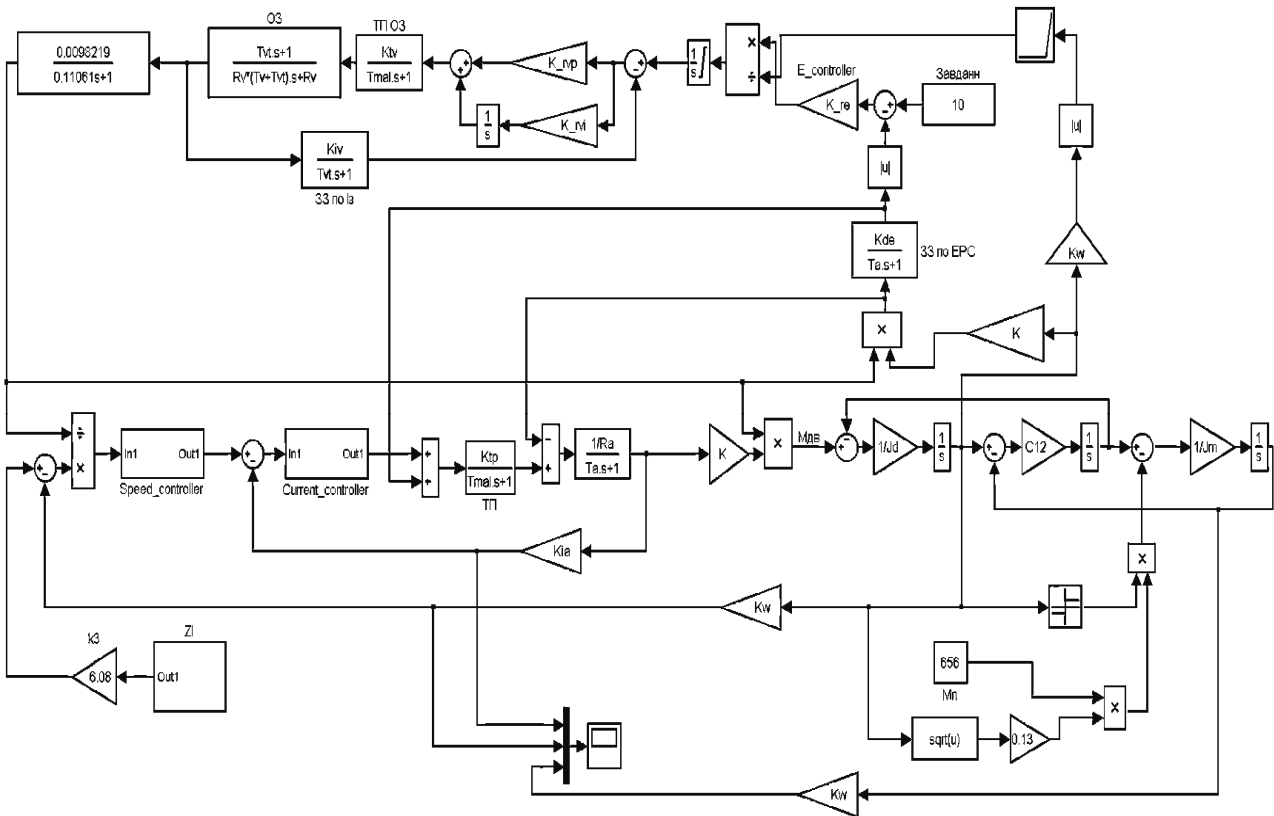 ОЗ
0.0098219
0.11061s+1
Tvt.s+1
Rv*(Tv+Tvt).s+Rv
ТП ОЗ
Ktv
Tmal.s+1
K_rvp
1
s
K_rvi
Kiv
Tvt.s+1
ЗЗ по Iз
1
s
×
÷
E_controller
K_re
Завданн
10
|u|
|u|
Kw
Kde
Ta.s+1
ЗЗ по ЕРС
×
K
÷
×
In1
Out1
Speed_controller
In1
Out1
Current_controller
Ktp
Tmal.s+1
ТП
1/Ra
Ta.s+1
K
×
Мдв
1/Jd
1
s
C12
1
s
1/Jm
1
s
Kia
×
Kw
k3
6.08
ZI
Out1
656
Mn
×
sqrt(u)
0.13
Kw